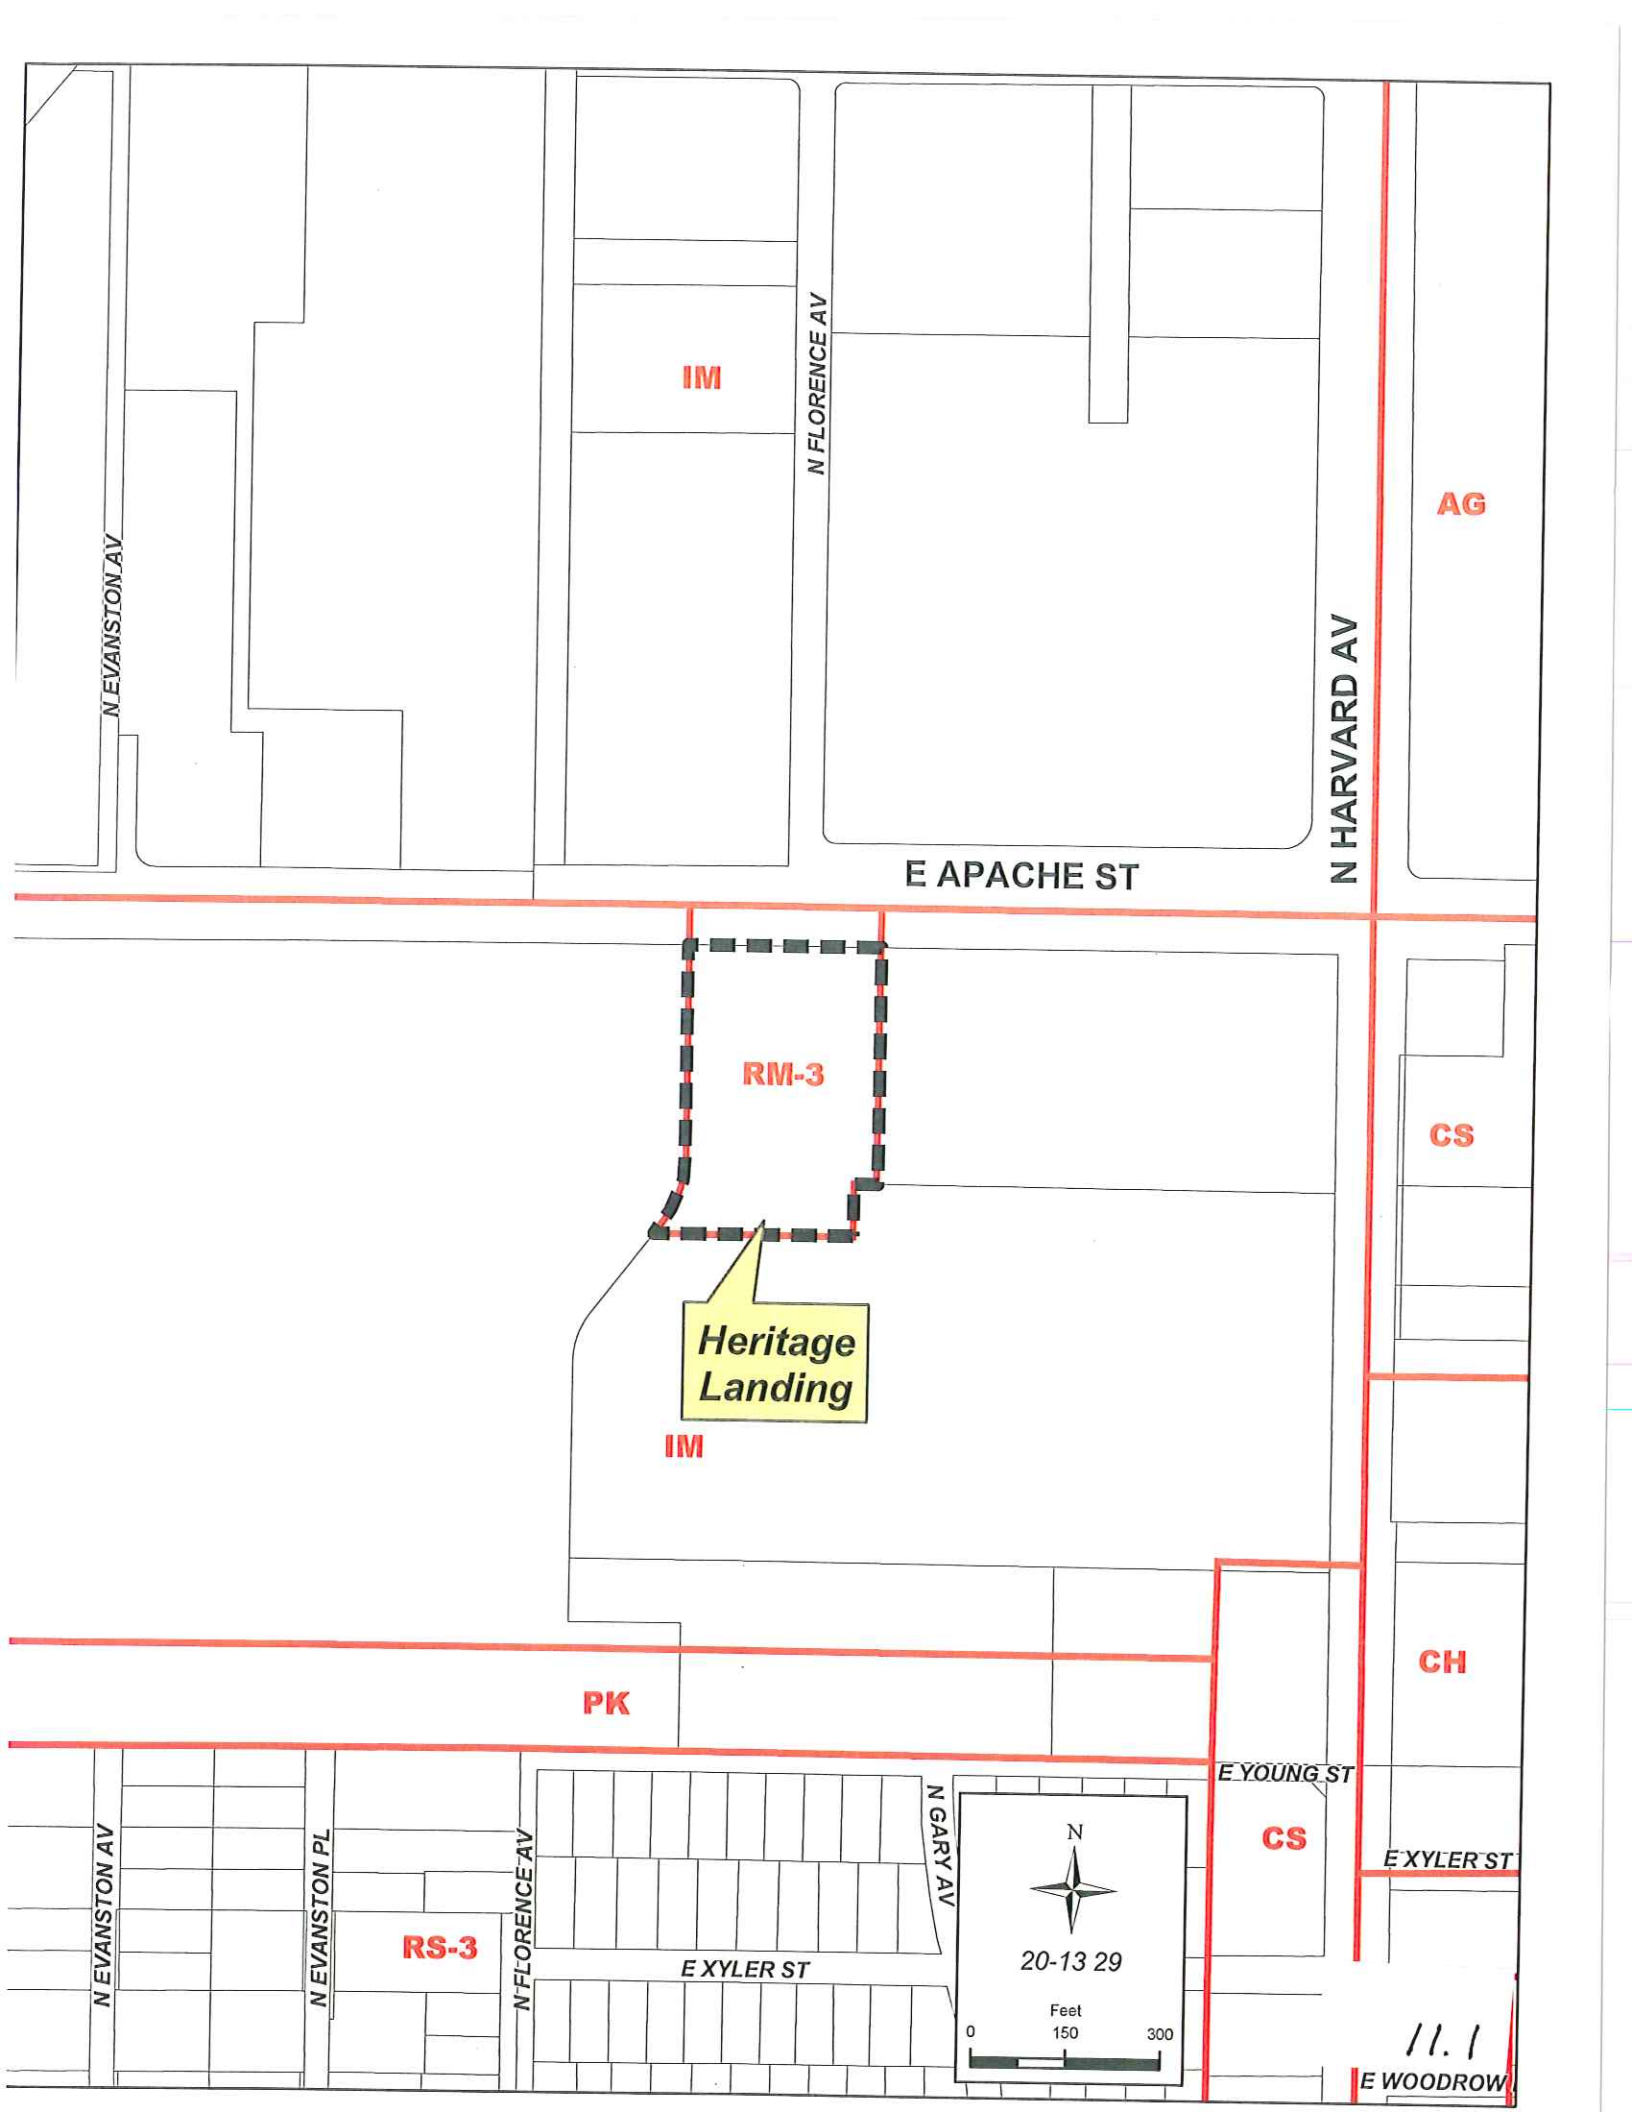 IM
N FLORENCE AV
AG
N EVANSTON AV
N HARVARD AV
E APACHE ST
RM-3
CS
Heritage
Landing
IM
CH
PK
E YOUNG ST
N GARY AV
CS
E XYLER ST
N EVANSTON AV
N EVANSTON PL
N FLORENCE AV
RS-3
E XYLER ST
N
20-13 29
Feet
0 150 300
11.1
E WOODROW